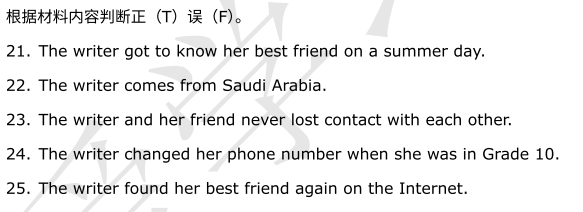 根据材料内容判断正（T）误（F）。
21. The writer got to know her best friend on a summer day.
22. The writer comes from Saudi Arabia.
23. The writer and her friend never lost contact with each other.
24. The writer changed her phone number when she was in Grade 10.
25. The writer found her best friend again on the Internet.